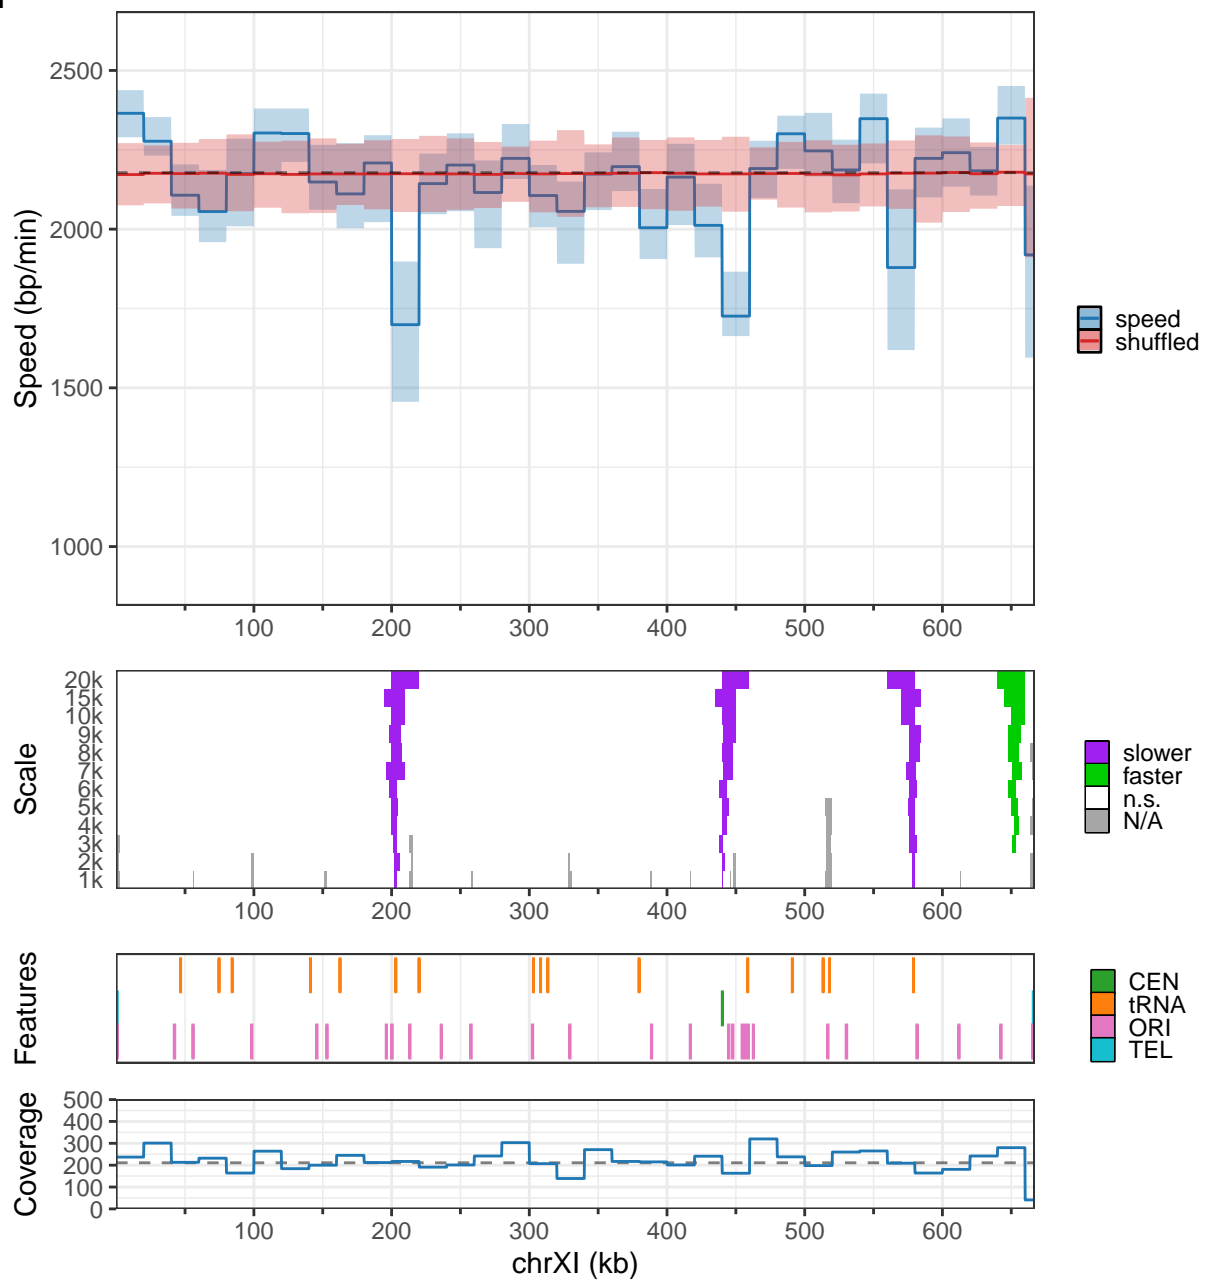 2500
2000
1500
1000
Speed (bp/min)
100 200 300 400 500 600
speed
shuffled
20k
15k
10k
9k
8k
7k
6k
5k
4k
3k
2k
1k
Scale
100 200 300 400 500 600
slower
faster
n.s.
N/A
Features
CEN
tRNA
ORI
TEL
500
400
300
200
100
0
Coverage
100 200 300 400 500 600
chrXI (kb)